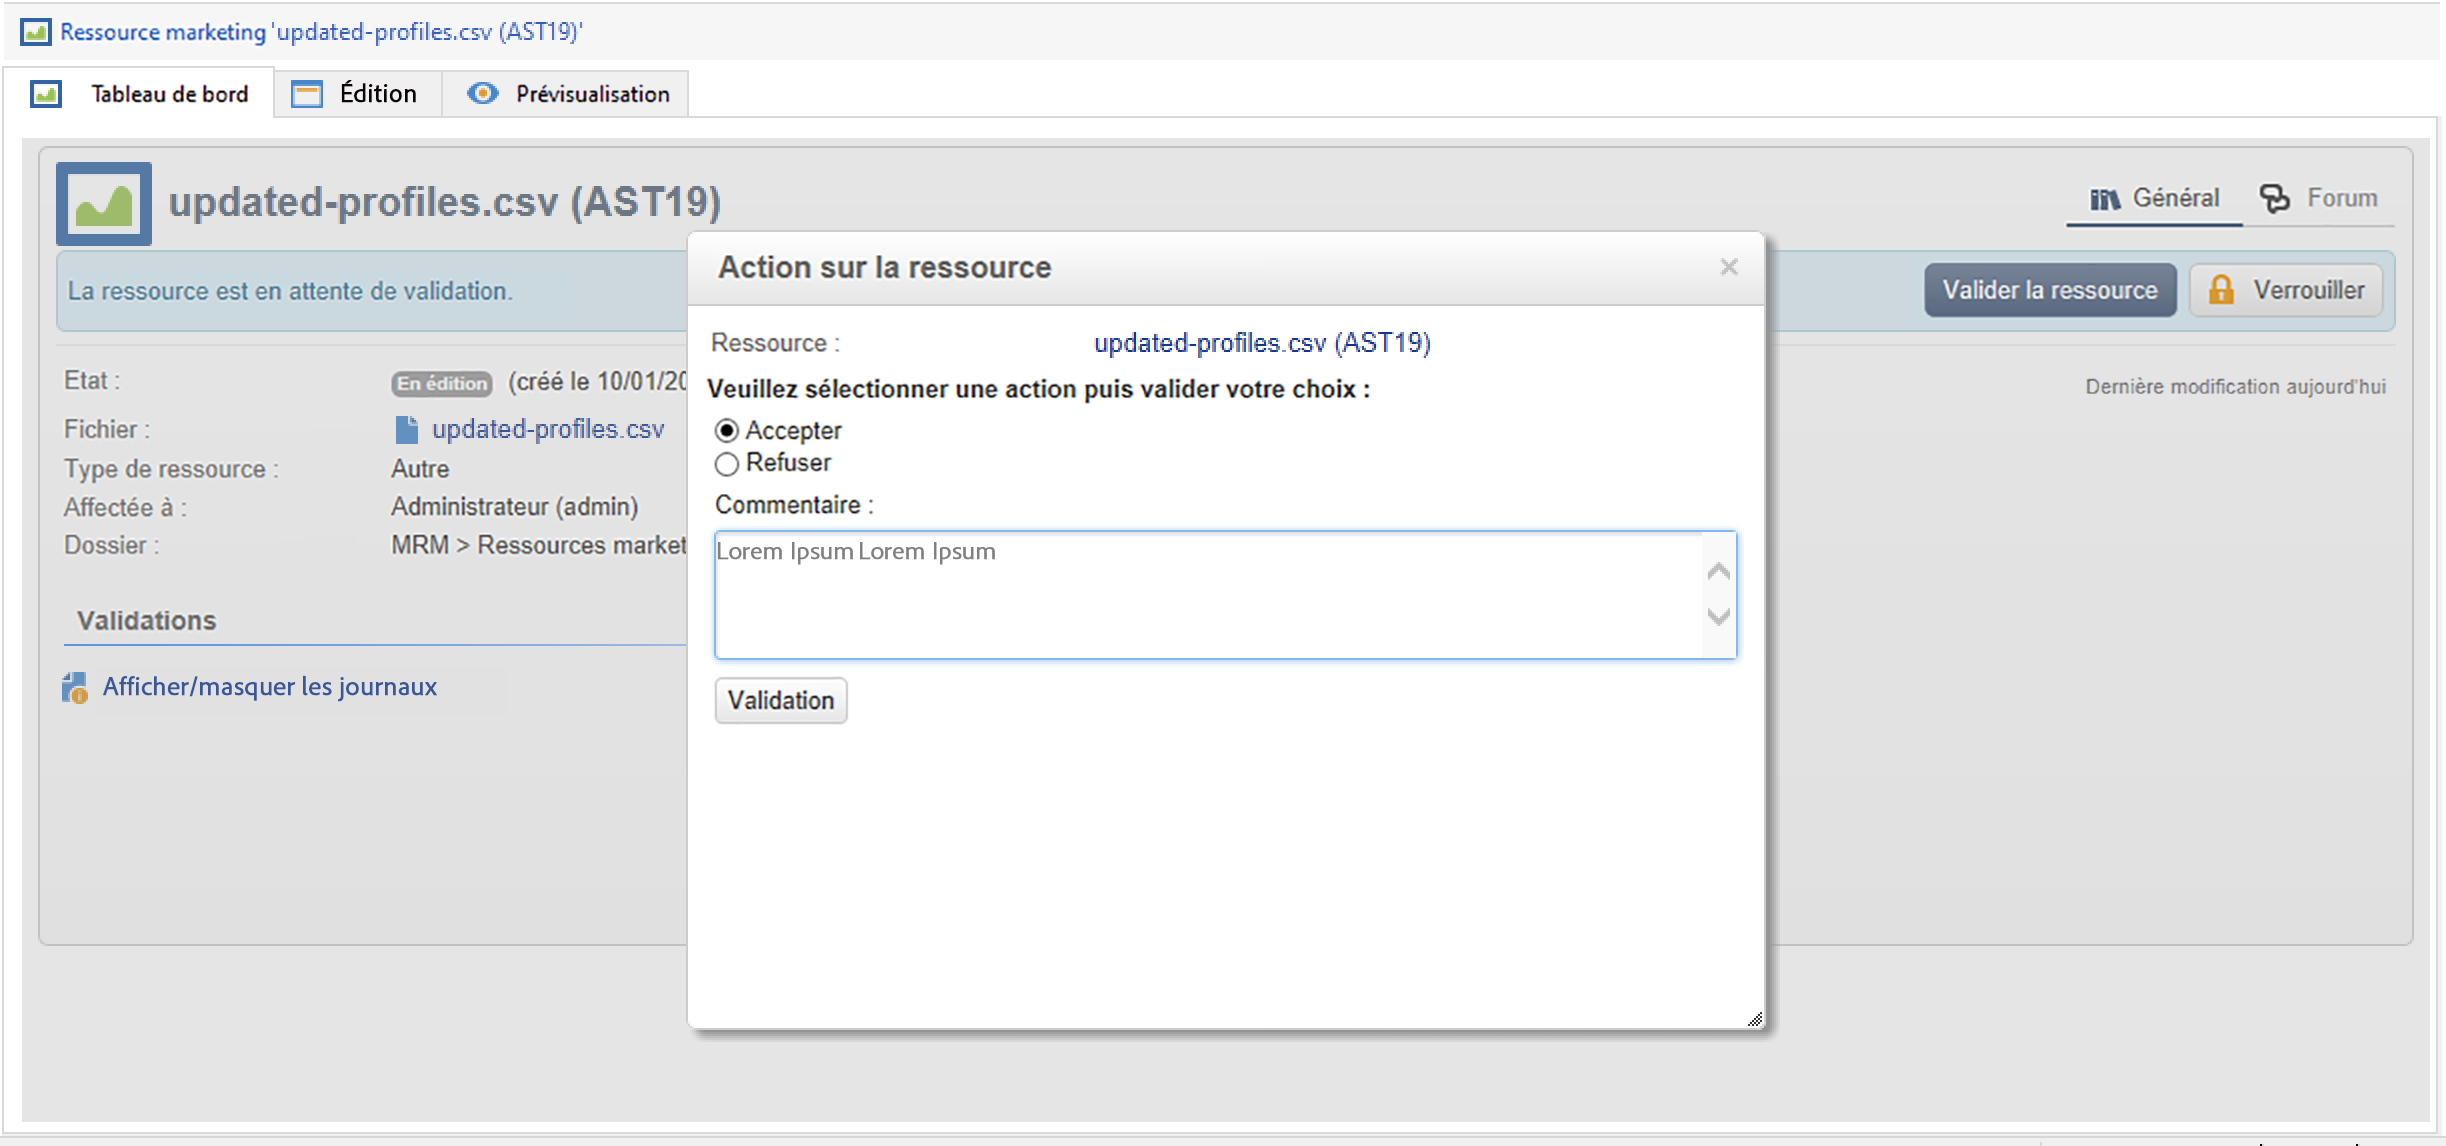 Ressource marketing 'updated-profiles.csv (AST19)'
Tableau de bord
Édition
Prévisualisation
updated-profiles.csv (AST19)
Général
Forum
La ressource est en attente de validation.
Valider la ressource
Verrouiller
Etat :
En édition (créé le 10/01/20
Dernière modification aujourd'hui
Fichier :
updated-profiles.csv
Type de ressource :
Autre
Affectée à :
Administrateur (admin)
Dossier :
MRM > Ressources market
Validations
Afficher/masquer les journaux
Action sur la ressource
Ressource :
updated-profiles.csv (AST19)
Veuillez sélectionner une action puis valider votre choix :
Accepter
Refuser
Commentaire :
Lorem Ipsum Lorem Ipsum
Validation